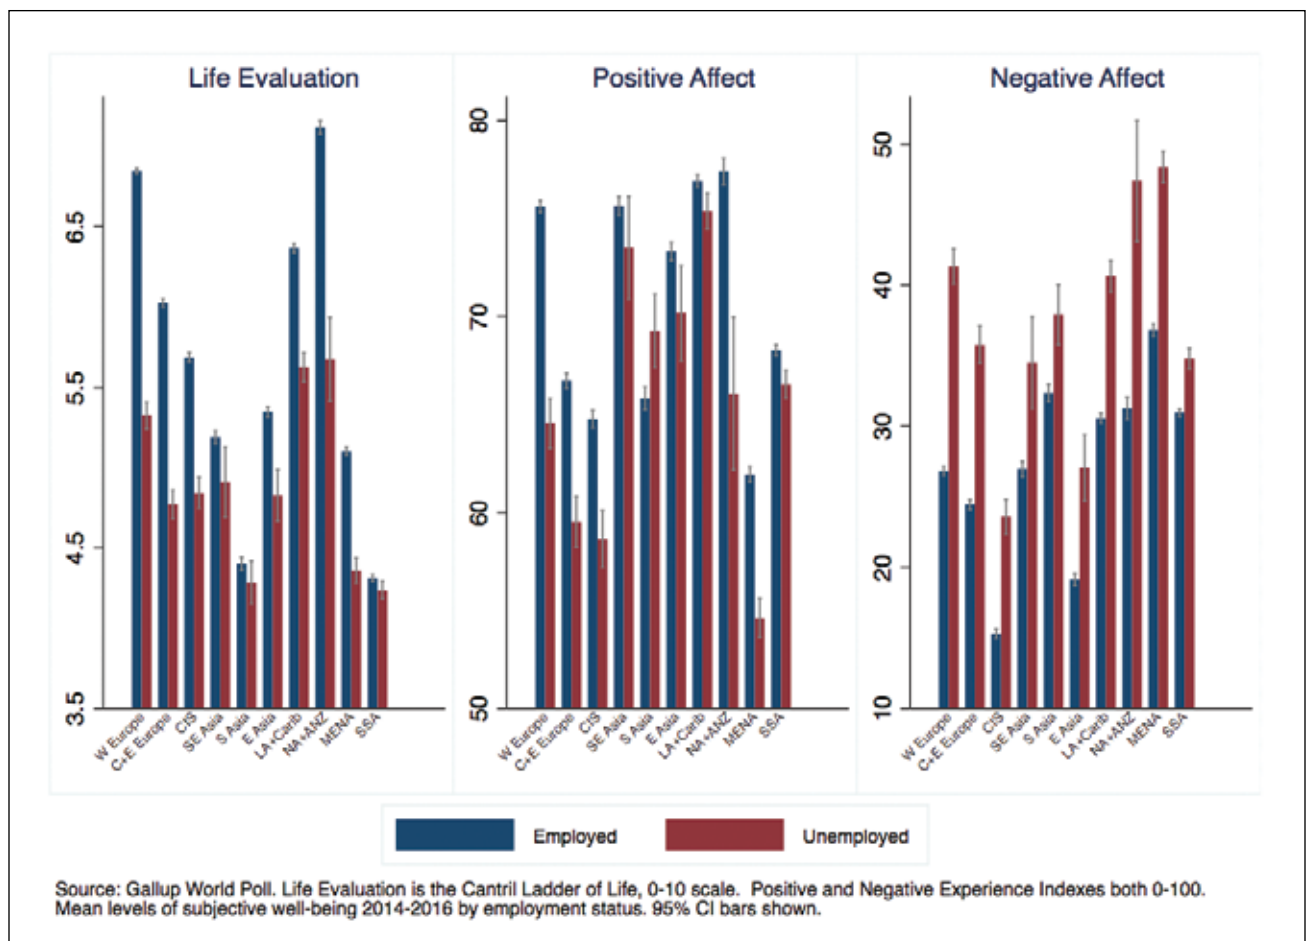 Life Evaluation
3.5
4.5
5.5
6.5
W Europe
C+E Europe
CIS
SE Asia
S Asia
E Asia
LA+Carib
NA+ANZ
MENA
SSA
Positive Affect
50
60
70
80
W Europe
C+E Europe
CIS
SE Asia
S Asia
E Asia
LA+Carib
NA+ANZ
MENA
SSA
Negative Affect
10
20
30
40
50
W Europe
C+E Europe
CIS
SE Asia
S Asia
E Asia
LA+Carib
NA+ANZ
MENA
SSA
Employed
Unemployed
Source: Gallup World Poll. Life Evaluation is the Cantril Ladder of Life, 0-10 scale. Positive and Negative Experience Indexes both 0-100.
Mean levels of subjective well-being 2014-2016 by employment status. 95% CI bars shown.